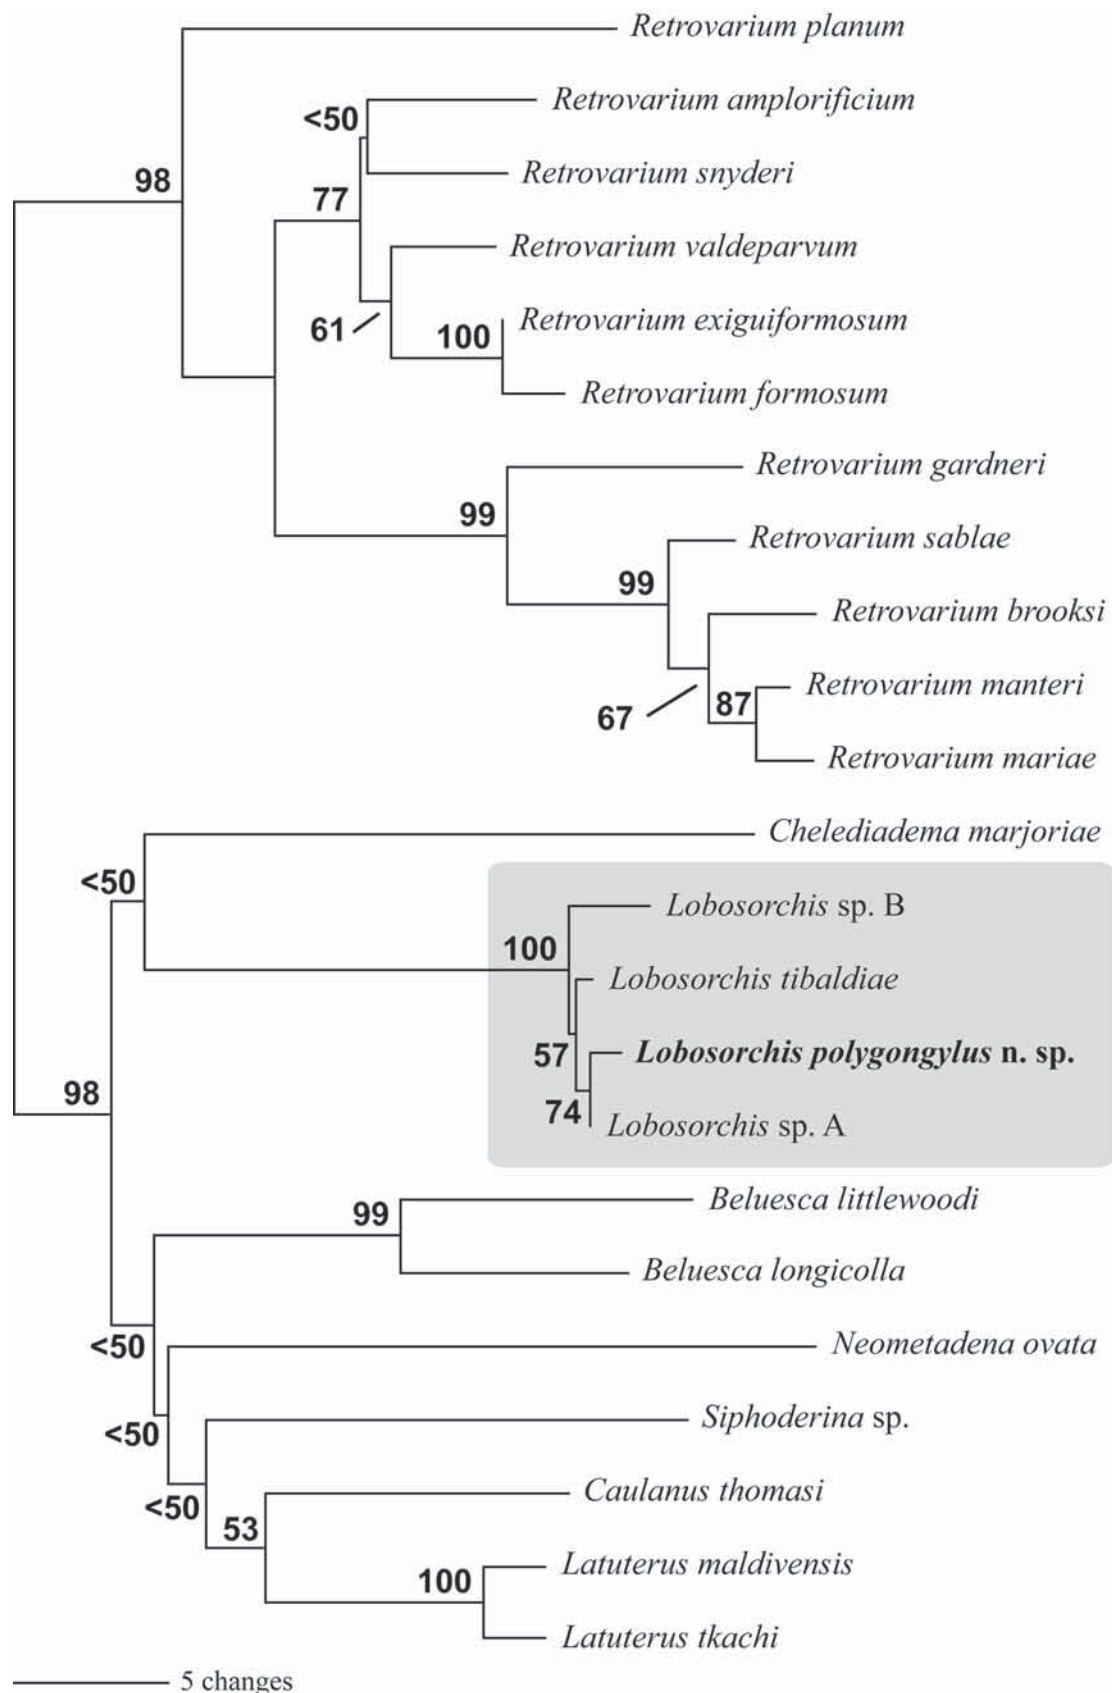 Retrovarium planum
Retrovarium amplorificium
<50
Retrovarium snyderi
98
77
Retrovarium valdeparvum
Retrovarium exiguiformosum
61
100
Retrovarium formosum
Retrovarium gardneri
99
Retrovarium sablae
99
Retrovarium brooksi
Retrovarium manteri
67
87
Retrovarium mariae
Chelediadema marjoriae
<50
Lobosorchis sp. B
100
Lobosorchis tibaldiae
57
Lobosorchis polygongylus n. sp.
98
74
Lobosorchis sp. A
Beluesca littlewoodi
99
Beluesca longicolla
<50
Neometadena ovata
Siphoderina sp.
<50
Caulanus thomasi
<50
53
Latuterus maldivensis
100
Latuterus tkachi
5 changes